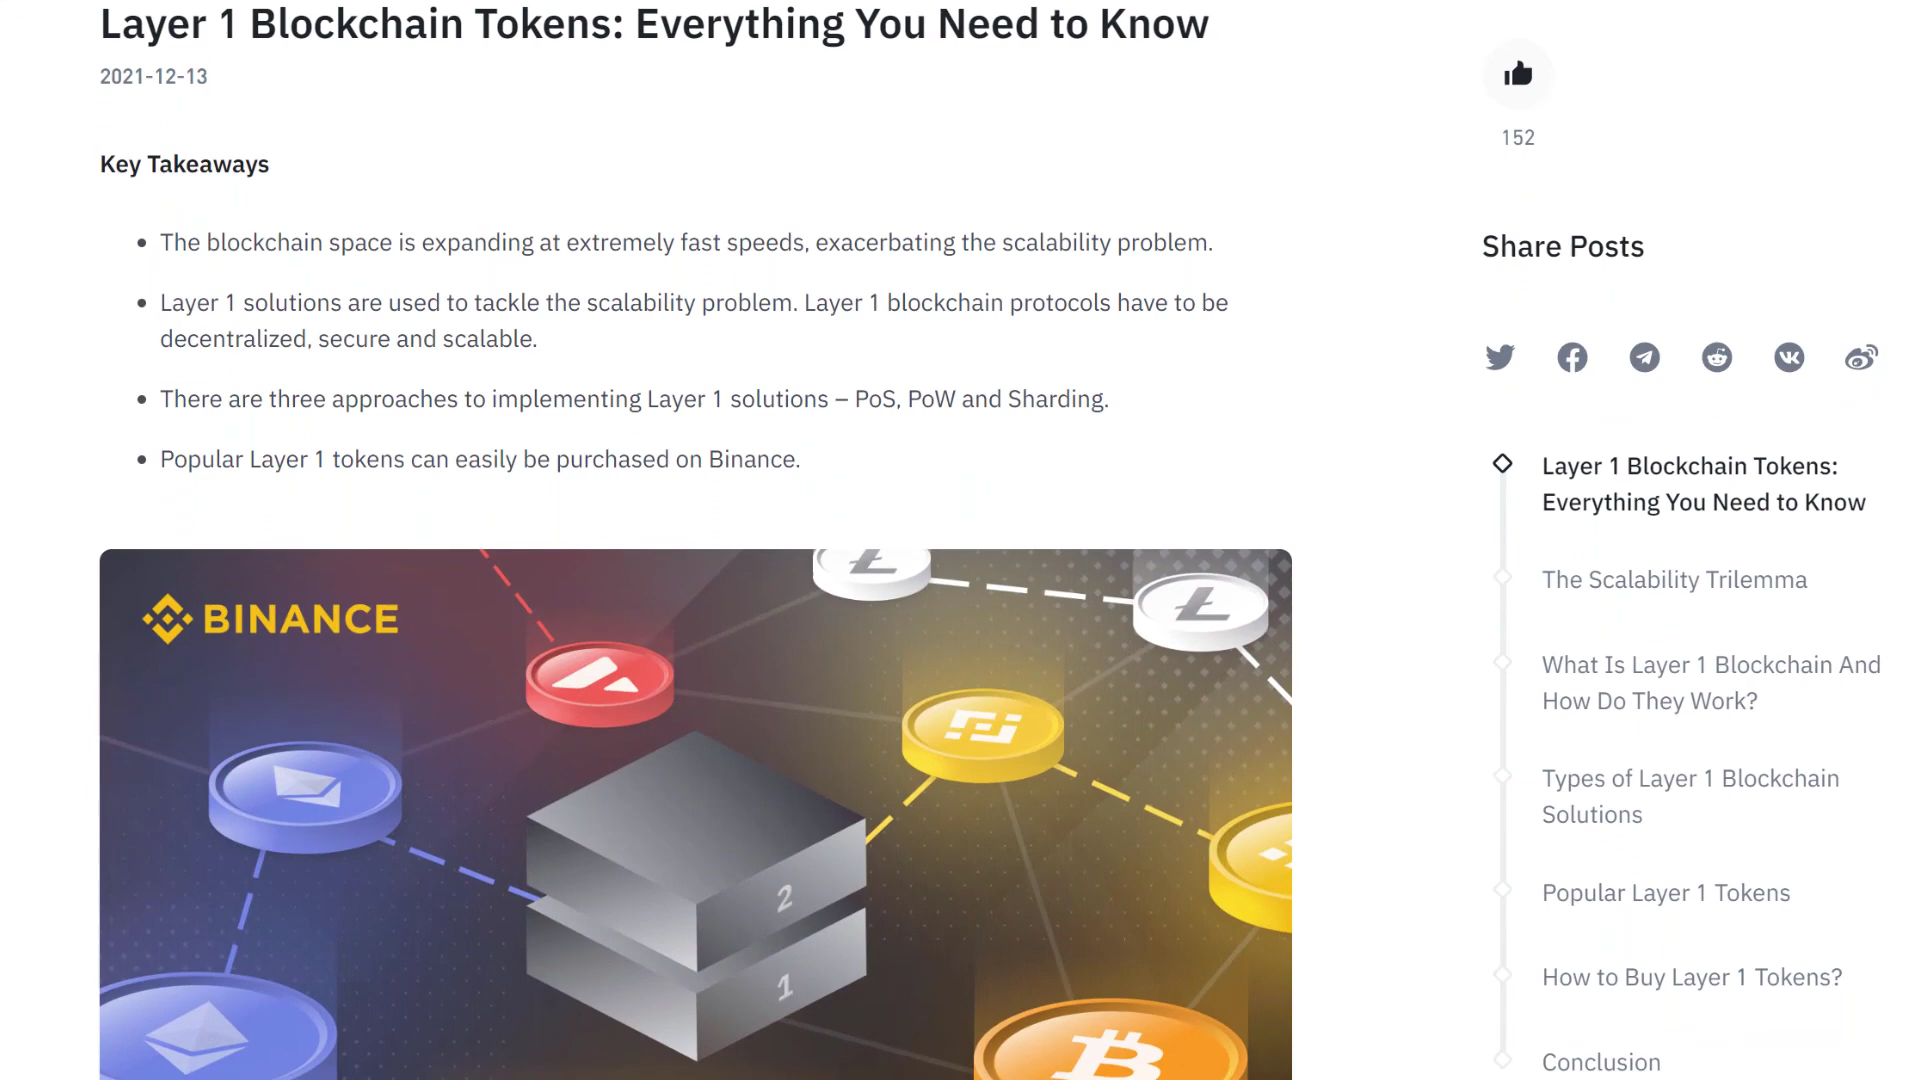 Layer 1 Blockchain Tokens: Everything You Need to Know
2021-12-13
Key Takeaways
The blockchain space is expanding at extremely fast speeds, exacerbating the scalability problem.
Layer 1 solutions are used to tackle the scalability problem. Layer 1 blockchain protocols have to be
decentralized, secure and scalable.
There are three approaches to implementing Layer 1 solutions – PoS, PoW and Sharding.
Popular Layer 1 tokens can easily be purchased on Binance.
BINANCE
2
1
152
Share Posts
Layer 1 Blockchain Tokens:
Everything You Need to Know
The Scalability Trilemma
What Is Layer 1 Blockchain And
How Do They Work?
Types of Layer 1 Blockchain
Solutions
Popular Layer 1 Tokens
How to Buy Layer 1 Tokens?
Conclusion